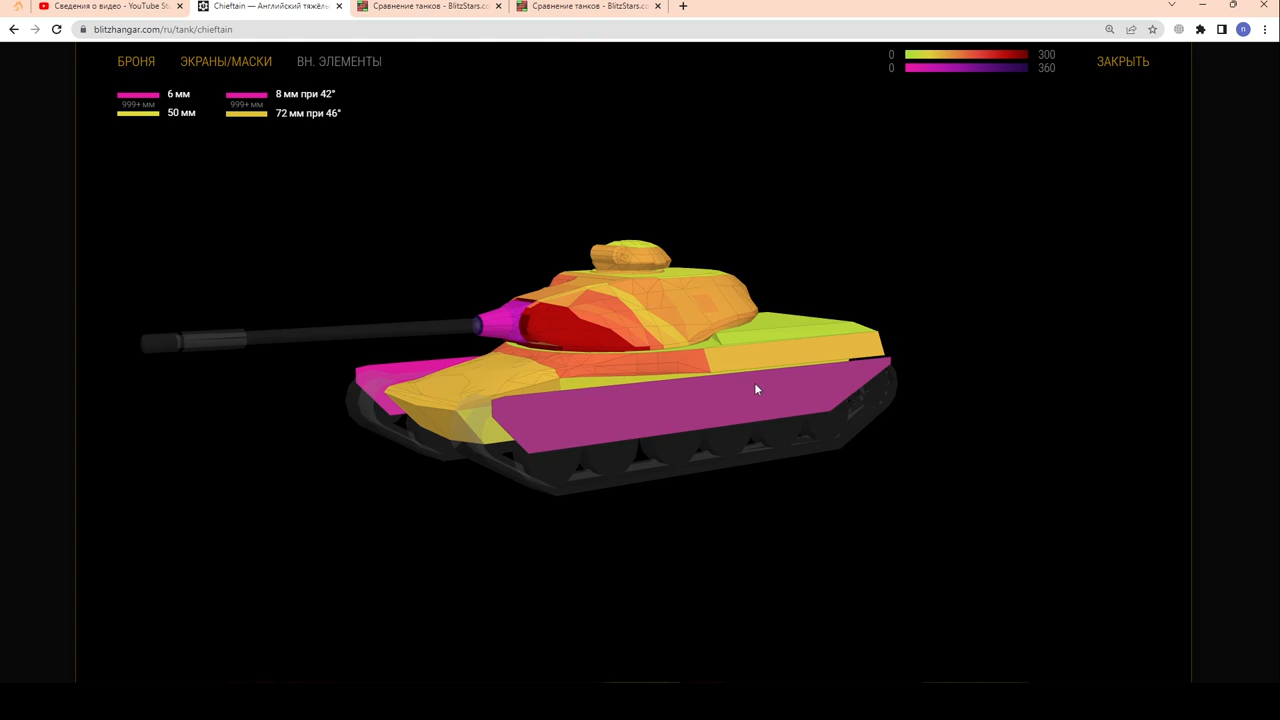 Сведения о видео - YouTube St
Chieftain — Английский тяжёль
Сравнение танков - BlitzStars.co
Сравнение танков - BlitzStars.co
blitzhangar.com/ru/tank/chieftain
n
БРОНЯ ЭКРАНЫ/МАСКИ ВН. ЭЛЕМЕНТЫ
0 300
0 360
ЗАКРЫТЬ
6 мм 8 мм при 42°
999+ мм 999+ мм
50 мм 72 мм при 46°